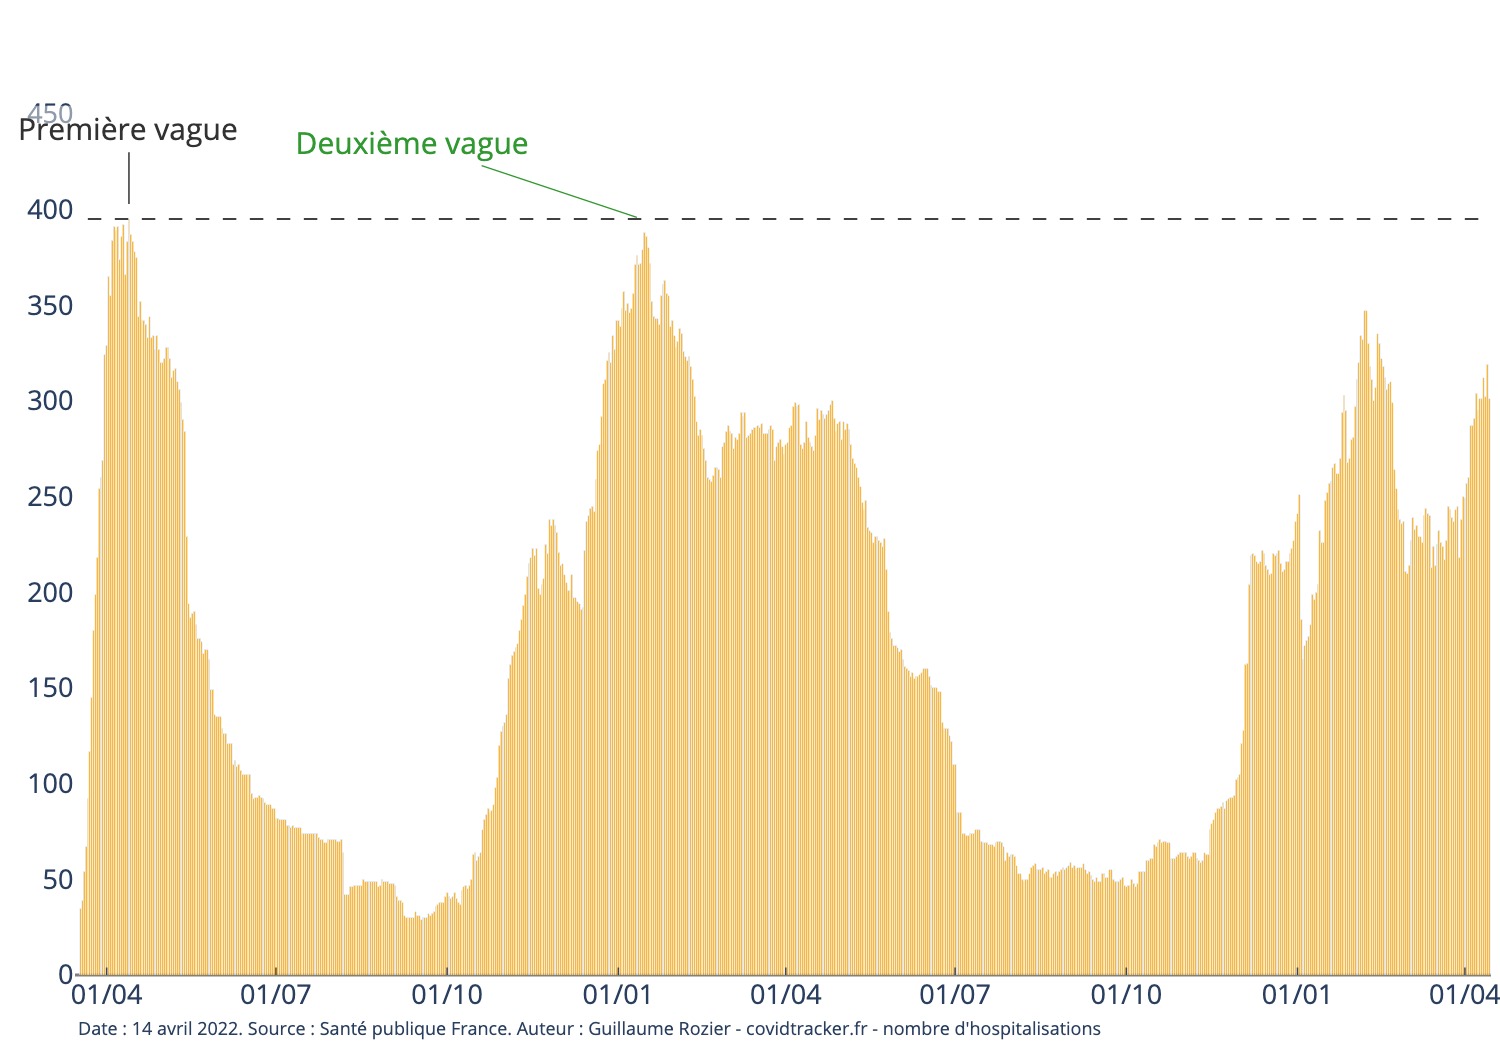 450
Première vague
Deuxième vague
400
350
300
250
200
150
100
50
0
01/04 01/07 01/10 01/01 01/04 01/07 01/10 01/01 01/04
Date : 14 avril 2022. Source : Santé publique France. Auteur : Guillaume Rozier - covidtracker.fr - nombre d'hospitalisations